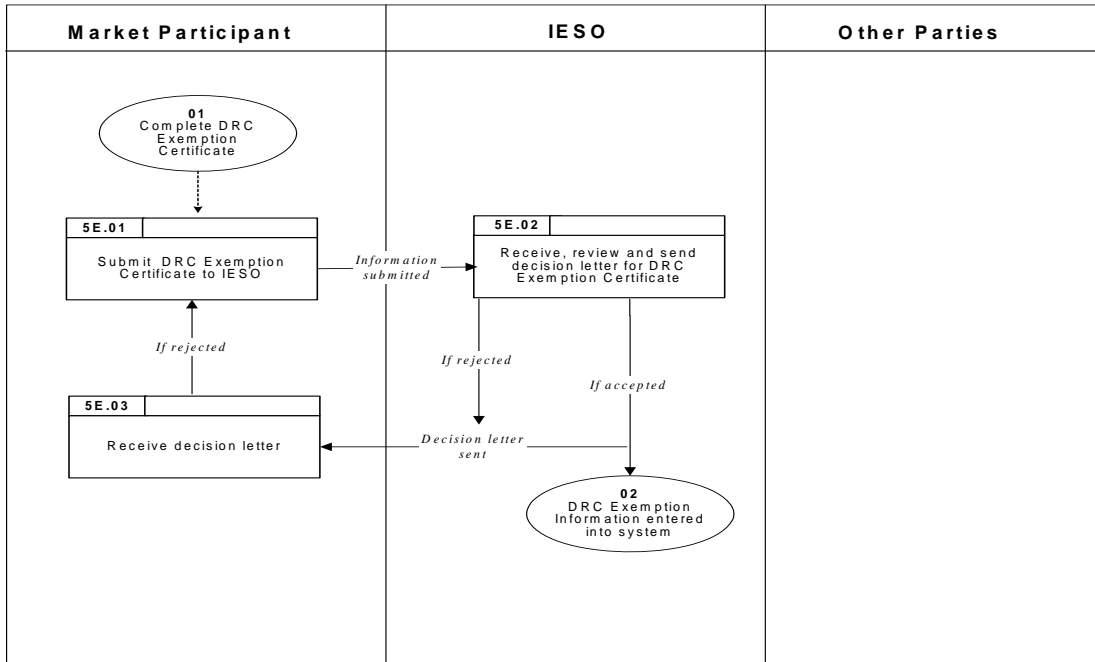 Market Participant
IESO
Other Parties
01
Complete DRC
Exemption
Certificate
5E.01
Submit DRC Exemption
Certificate to IESO
Information
submitted
5E.02
Receive, review and send
decision letter for DRC
Exemption Certificate
If rejected
If rejected
If accepted
5E.03
Receive decision letter
Decision letter
sent
02
DRC Exemption
Information entered
into system